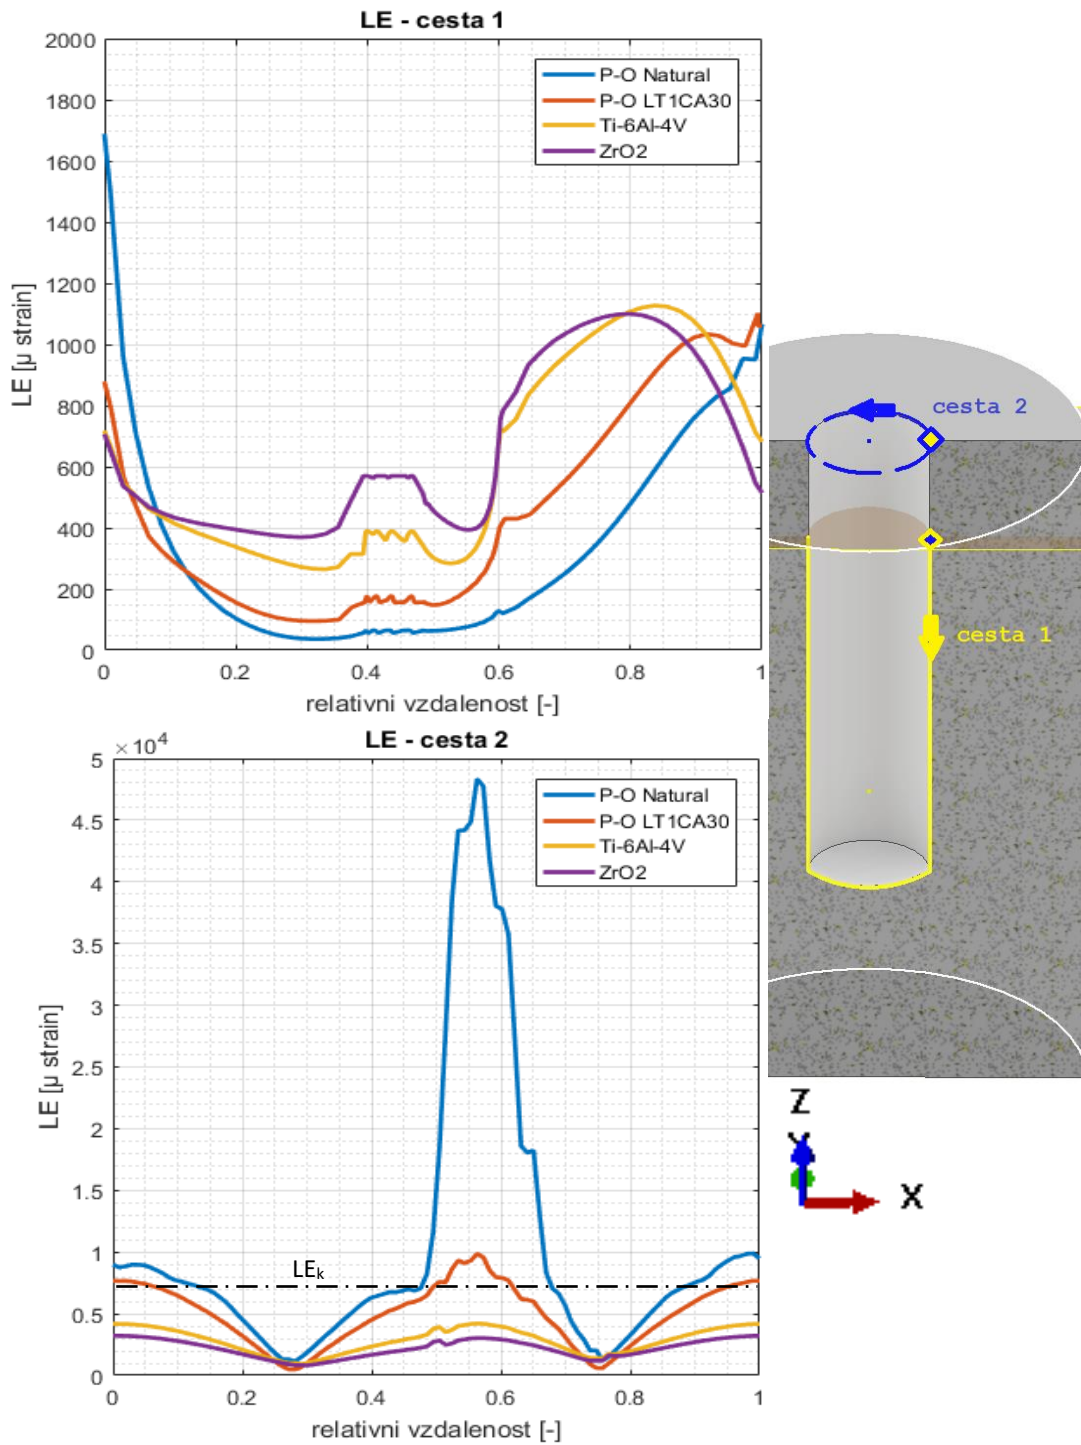 LE - cesta 1
2000
1800
1600
1400
1200
1000
800
600
400
200
0
LE [µ strain]
P-O Natural
P-O LT1CA30
Ti-6Al-4V
ZrO2
0 0.2 0.4 0.6 0.8 1
relativni vzdalenost [-]
cesta 2
cesta 1
LE - cesta 2
×10⁴
5
4.5
4
3.5
3
2.5
2
1.5
1
0.5
0
LE [µ strain]
P-O Natural
P-O LT1CA30
Ti-6Al-4V
ZrO2
LEₖ
0 0.2 0.4 0.6 0.8 1
relativni vzdalenost [-]
Z
Y
X